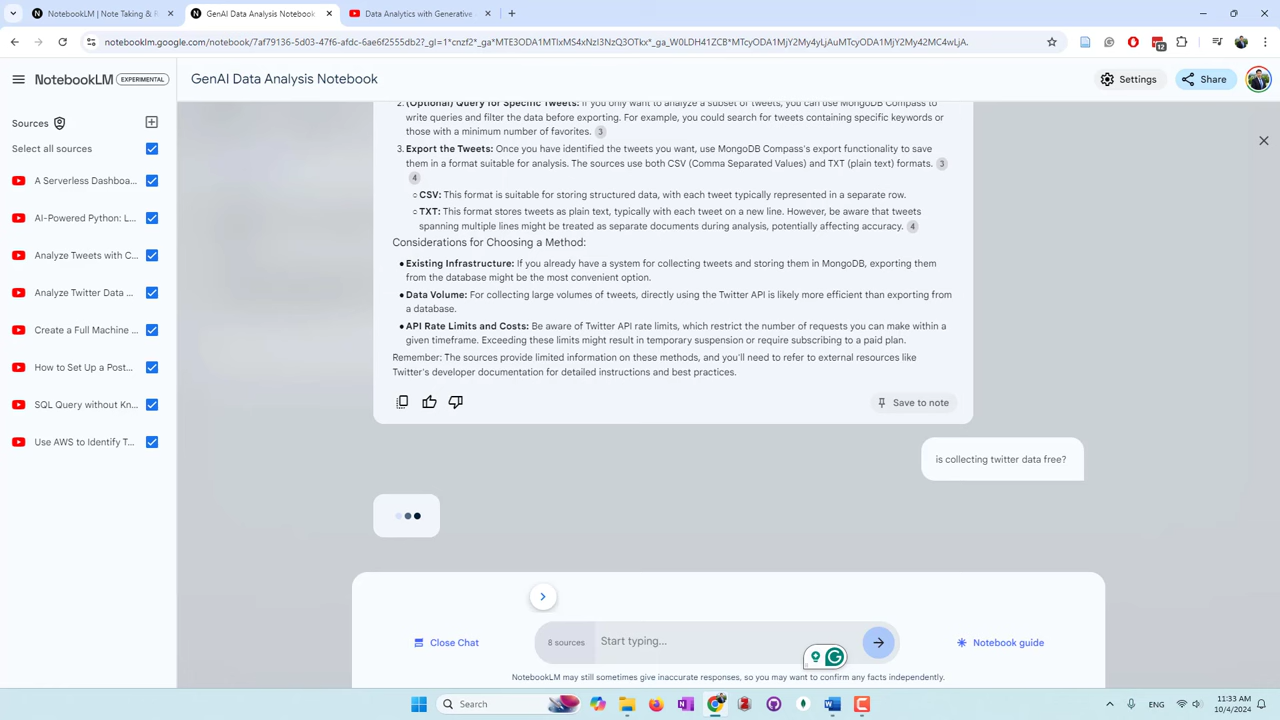 NotebookLM | Note Taking & R
GenAI Data Analysis Notebook
Data Analytics with Generative
notebooklm.google.com/notebook/7af79136-5d03-47f6-afdc-6ae6f2555db2?_gl=1*cnzf2*_ga*MTE3ODA1MTIxMS4xNzI3NzQ3OTkx*_ga_W0LDH41ZCB*MTcyODA1MjY2My4yLjAuMTcyODA1MjY2My42MC4wLjA.
12
NotebookLM
EXPERIMENTAL
GenAI Data Analysis Notebook
Settings
Share
Sources
Select all sources
A Serverless Dashboa...
AI-Powered Python: L...
Analyze Tweets with C...
Analyze Twitter Data ...
Create a Full Machine ...
How to Set Up a Post...
SQL Query without Kn...
Use AWS to Identify T...
2. (Optional) Query for Specific Tweets: If you only want to analyze a subset of tweets, you can use MongoDB Compass to
write queries and filter the data before exporting. For example, you could search for tweets containing specific keywords or
those with a minimum number of favorites. 3
3. Export the Tweets: Once you have identified the tweets you want, use MongoDB Compass's export functionality to save
them in a format suitable for analysis. The sources use both CSV (Comma Separated Values) and TXT (plain text) formats. 3
4
○ CSV: This format is suitable for storing structured data, with each tweet typically represented in a separate row.
○ TXT: This format stores tweets as plain text, typically with each tweet on a new line. However, be aware that tweets
spanning multiple lines might be treated as separate documents during analysis, potentially affecting accuracy. 4
Considerations for Choosing a Method:
● Existing Infrastructure: If you already have a system for collecting tweets and storing them in MongoDB, exporting them
from the database might be the most convenient option.
● Data Volume: For collecting large volumes of tweets, directly using the Twitter API is likely more efficient than exporting from
a database.
● API Rate Limits and Costs: Be aware of Twitter API rate limits, which restrict the number of requests you can make within a
given timeframe. Exceeding these limits might result in temporary suspension or require subscribing to a paid plan.
Remember: The sources provide limited information on these methods, and you'll need to refer to external resources like
Twitter's developer documentation for detailed instructions and best practices.
Save to note
is collecting twitter data free?
Close Chat
8 sources
Start typing...
Notebook guide
NotebookLM may still sometimes give inaccurate responses, so you may want to confirm any facts independently.
Search
ENG
11:33 AM
10/4/2024